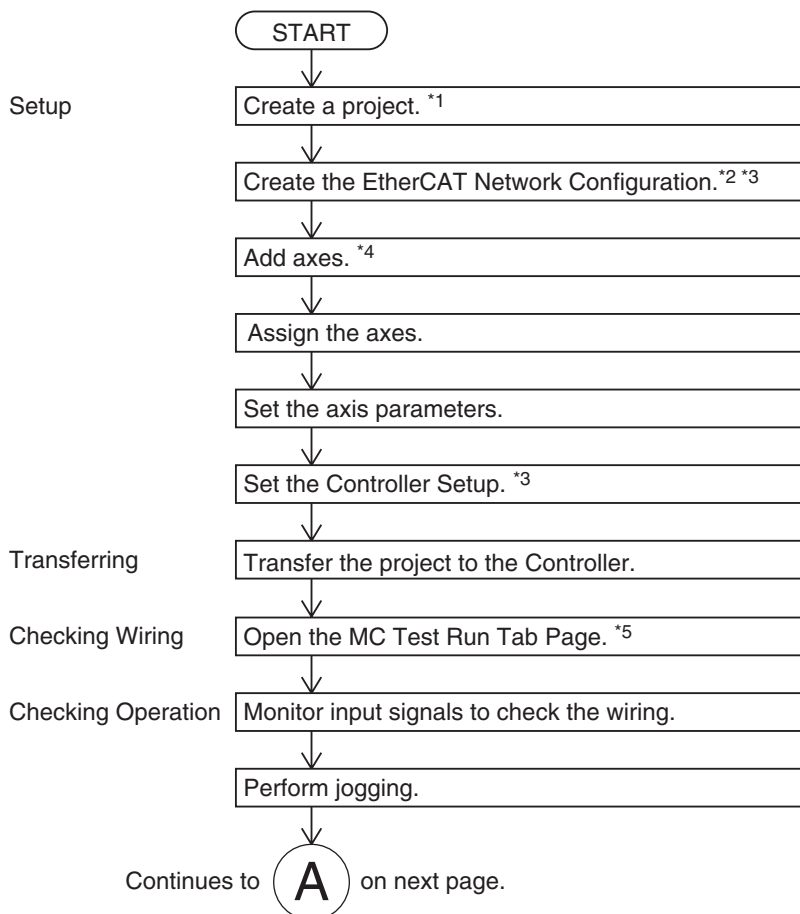 START
Setup
Create a project. *1
Create the EtherCAT Network Configuration.*2 *3
Add axes. *4
Assign the axes.
Set the axis parameters.
Set the Controller Setup. *3
Transferring
Transfer the project to the Controller.
Checking Wiring
Open the MC Test Run Tab Page. *5
Checking Operation
Monitor input signals to check the wiring.
Perform jogging.
Continues to A on next page.